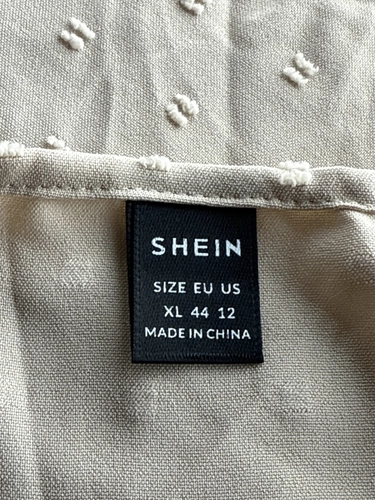 SHEIN
SIZE EU US
XL 44 12
MADE IN CHINA